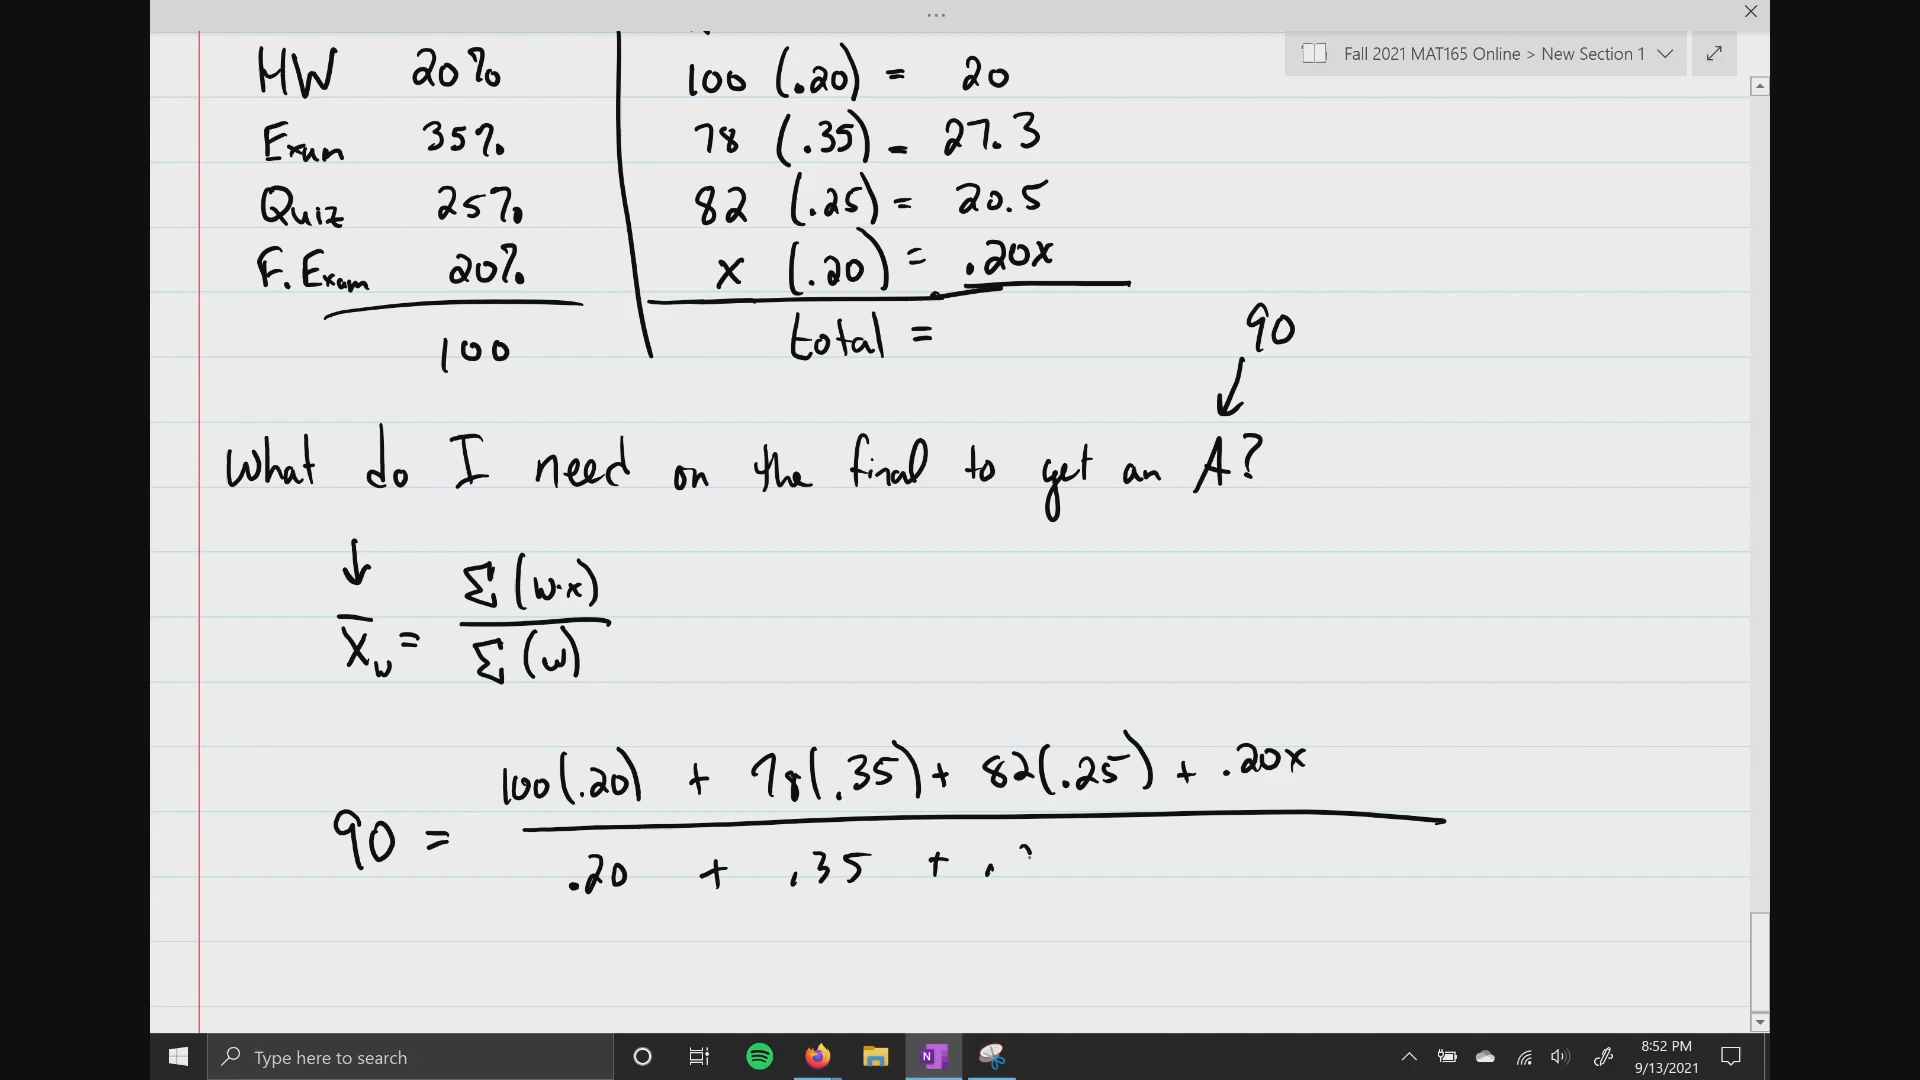 Fall 2021 MAT165 Online > New Section 1
HW 20% 100 (.20) = 20
Exam 35% 78 (.35) = 27.3
Quiz 25% 82 (.25) = 20.5
F. Exam 20% x (.20) = .20x
100 total =
90
What do I need on the final to get an A?
Σ (w·x)
x̄w =
Σ (w)
100(.20) + 78(.35) + 82(.25) + .20x
90 =
.20 + .35 + .
Type here to search
8:52 PM
9/13/2021